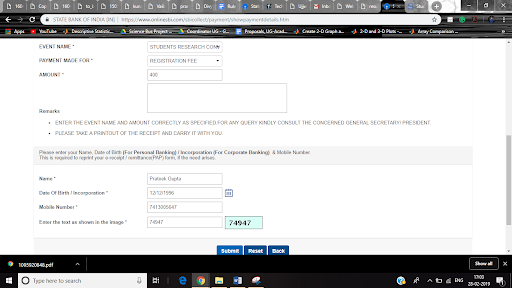 STATE BANK OF INDIA [IN] | https://www.onlinesbi.com/sbicollect/payment/showpaymentdetails.htm
Apps YouTube Descriptive Statistic... Science Bus Project - Coordinator UG - G... Proposals, UG-Acad... Create 3-D Graph a... 2-D and 3-D Plots -... Army Comparison ...
EVENT NAME * STUDENTS RESEARCH CON
PAYMENT MADE FOR * REGISTRATION FEE
AMOUNT * 400
Remarks
• ENTER THE EVENT NAME AND AMOUNT CORRECTLY AS SPECIFIED.FOR ANY QUERY KINDLY CONSULT THE CONCERNED GENERAL SECRETARY/ PRESIDENT
• PLEASE TAKE A PRINTOUT OF THE RECEIPT AND CARRY IT WITH YOU
Please enter your Name, Date of Birth (For Personal Banking) / Incorporation (For Corporate Banking) & Mobile Number.
This is required to reprint your e-receipt / remittance(PAP) form, if the need arises.
Name * Prateek Gupta
Date Of Birth / Incorporation * 12/12/1996
Mobile Number *
Enter the text as shown in the image * 74947 74947
Submit Reset Back
1005920848.pdf Show all
Type here to search ENG 17:03
28-02-2019